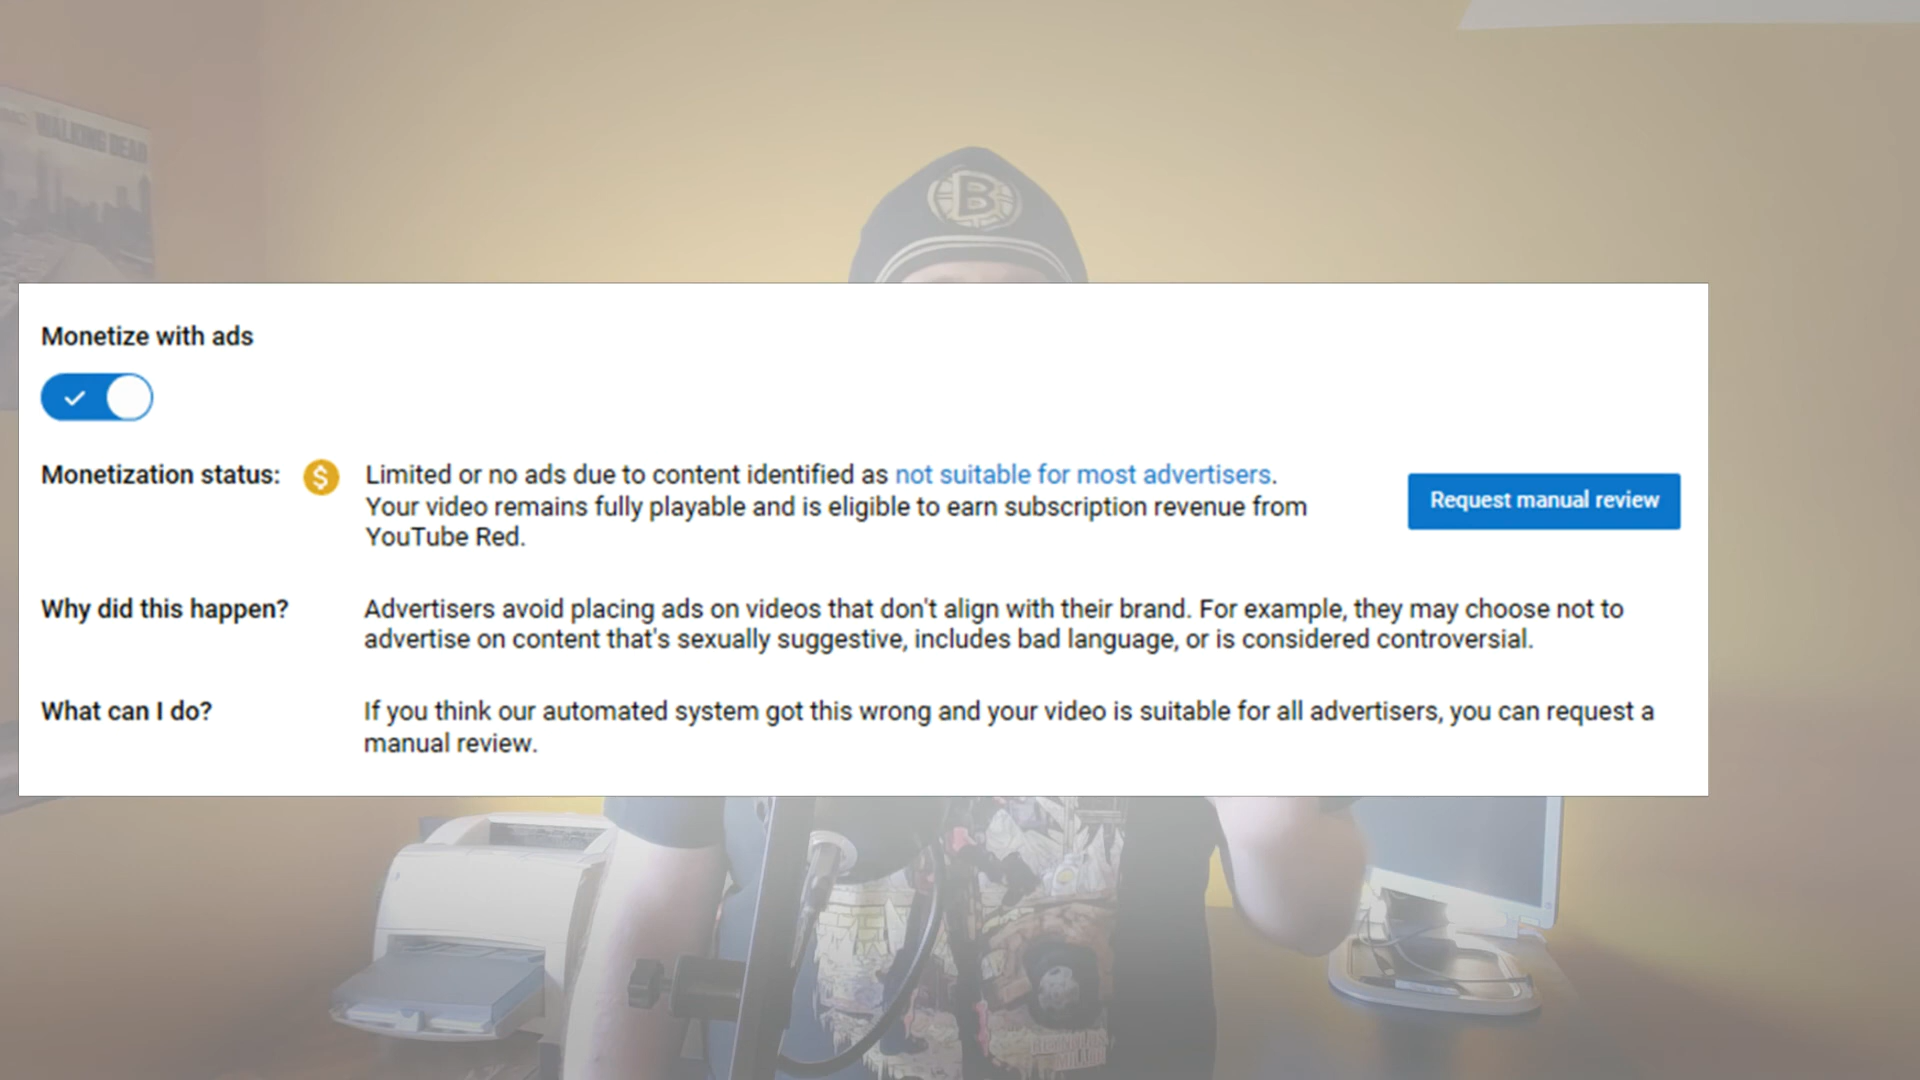 WALKING DEAD
B
Monetize with ads
Monetization status:
Limited or no ads due to content identified as not suitable for most advertisers.
Your video remains fully playable and is eligible to earn subscription revenue from
YouTube Red.
Request manual review
Why did this happen?
Advertisers avoid placing ads on videos that don't align with their brand. For example, they may choose not to
advertise on content that's sexually suggestive, includes bad language, or is considered controversial.
What can I do?
If you think our automated system got this wrong and your video is suitable for all advertisers, you can request a
manual review.